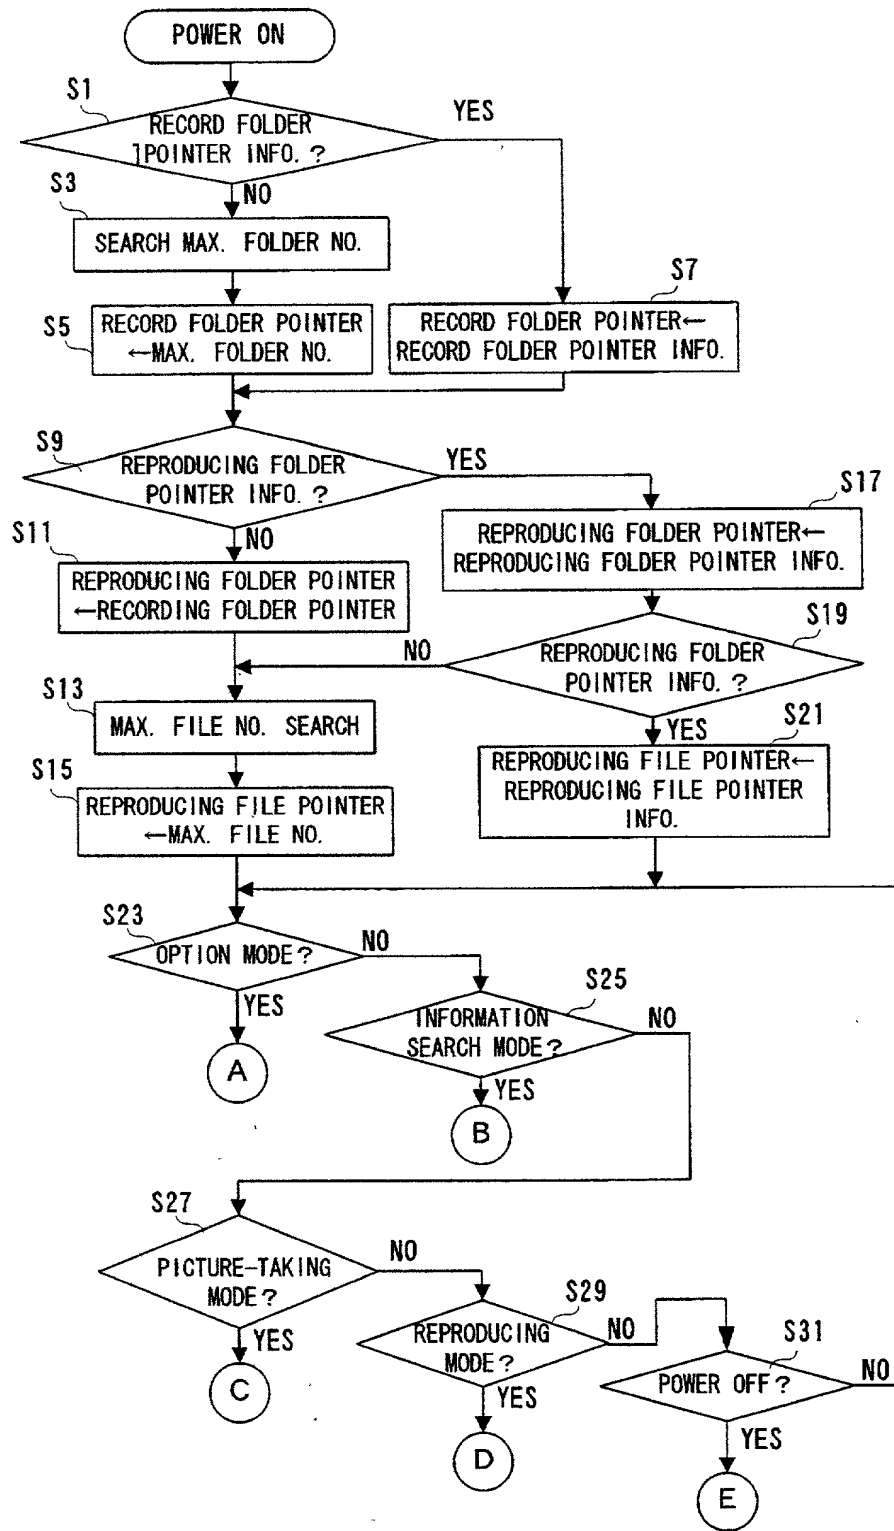 POWER ON
S1
RECORD FOLDER
]POINTER INFO.?
YES
NO
S3
SEARCH MAX. FOLDER NO.
S5
RECORD FOLDER POINTER
←MAX. FOLDER NO.
S7
RECORD FOLDER POINTER←
RECORD FOLDER POINTER INFO.
S9
REPRODUCING FOLDER
POINTER INFO.?
YES
NO
S11
REPRODUCING FOLDER POINTER
←RECORDING FOLDER POINTER
S17
REPRODUCING FOLDER POINTER←
REPRODUCING FOLDER POINTER INFO.
S19
REPRODUCING FOLDER
POINTER INFO.?
NO
YES
S13
MAX. FILE NO. SEARCH
S15
REPRODUCING FILE POINTER
←MAX. FILE NO.
S21
REPRODUCING FILE POINTER←
REPRODUCING FILE POINTER
INFO.
S23
OPTION MODE?
NO
YES
A
S25
INFORMATION
SEARCH MODE?
NO
YES
B
S27
PICTURE-TAKING
MODE?
NO
YES
C
S29
REPRODUCING
MODE?
NO
YES
D
S31
POWER OFF?
NO
YES
E